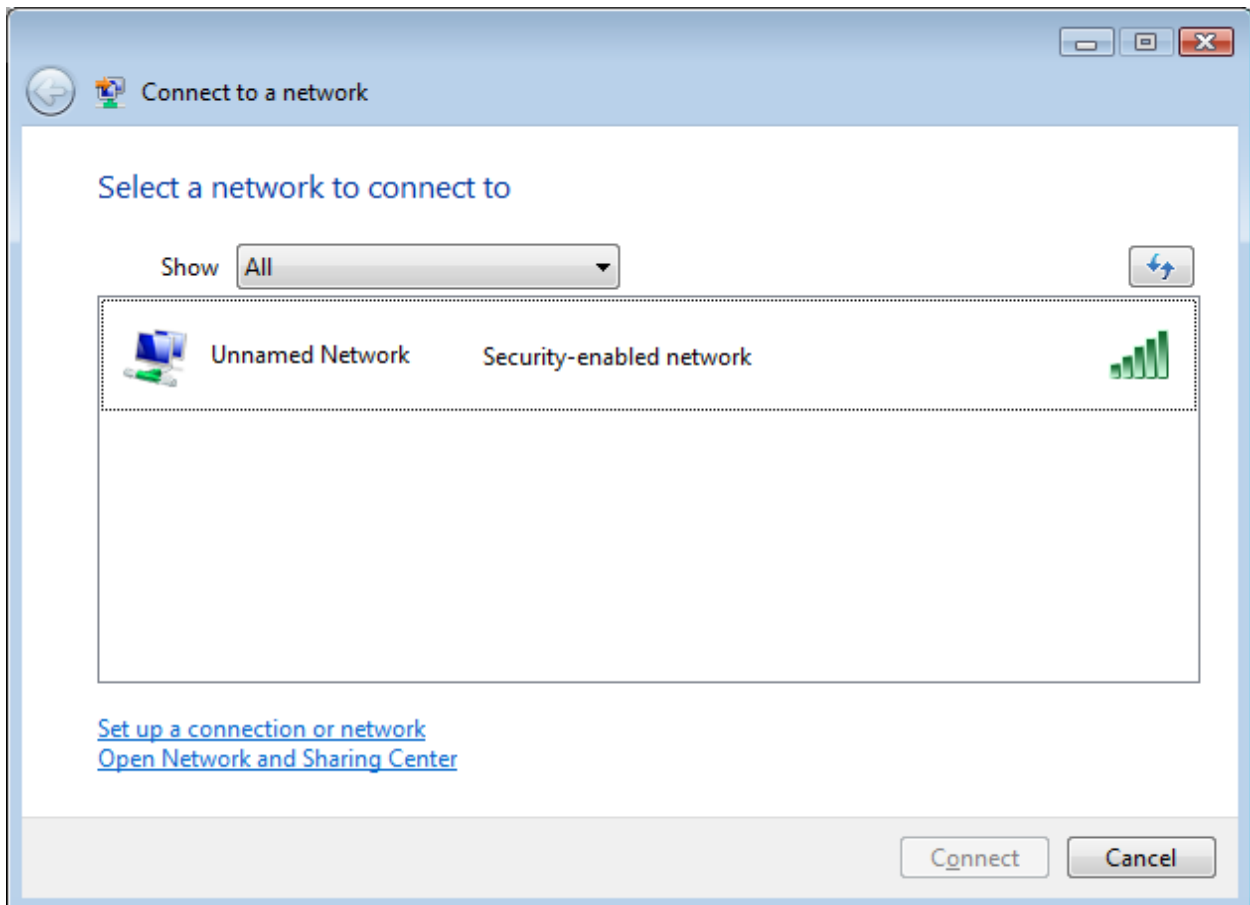 Connect to a network
Select a network to connect to
Show All
Unnamed Network Security-enabled network
Set up a connection or network
Open Network and Sharing Center
Connect Cancel